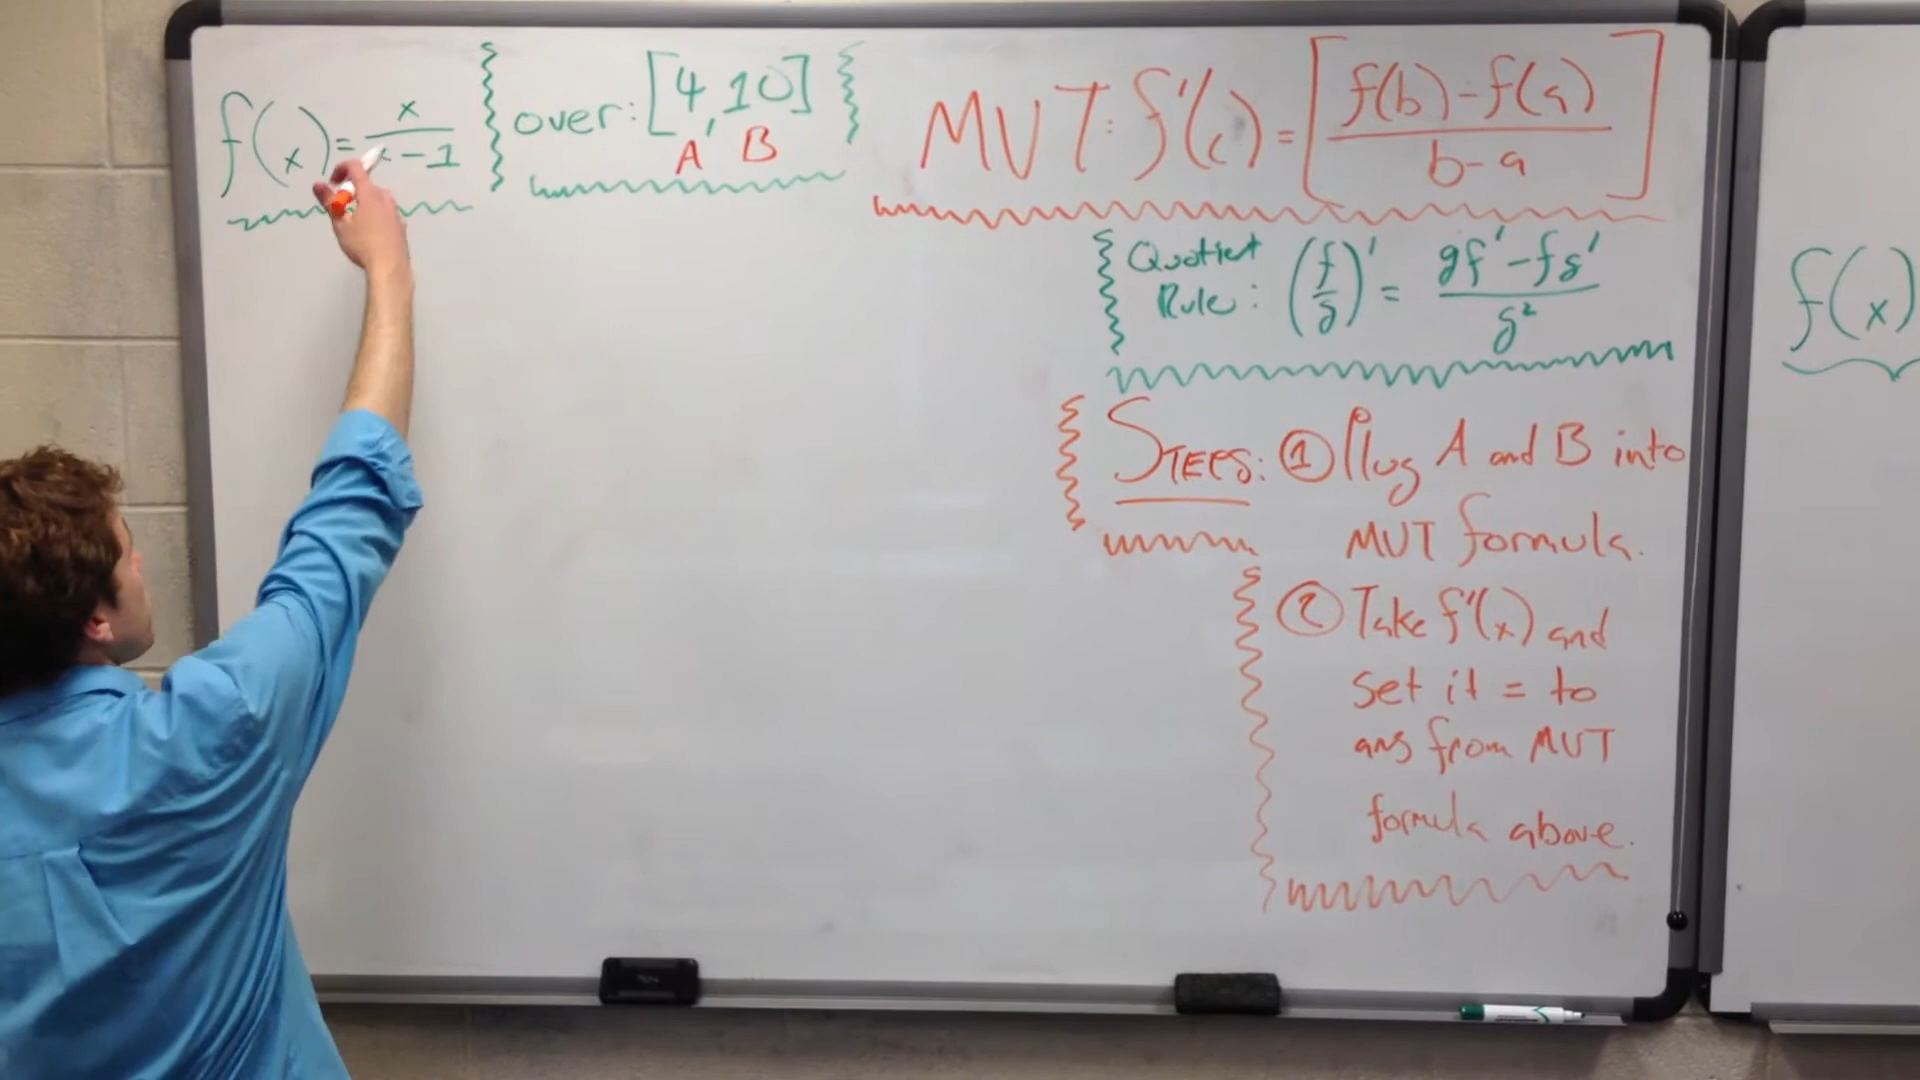 f(x) = x / x-1
over: [4, 10]
A B
MVT: f'(c) = [f(b)-f(a) / b-a]
Quotient Rule: (f/g)' = gf'-fg' / g²
STEPS: ① Plug A and B into
MVT formula.
② Take f'(x) and
set it = to
ans from MVT
formula above.
f(x)